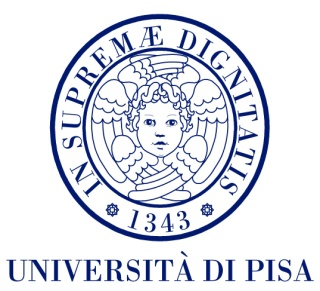 IN SUPREMÆ DIGNITATIS
1343
UNIVERSITÀ DI PISA